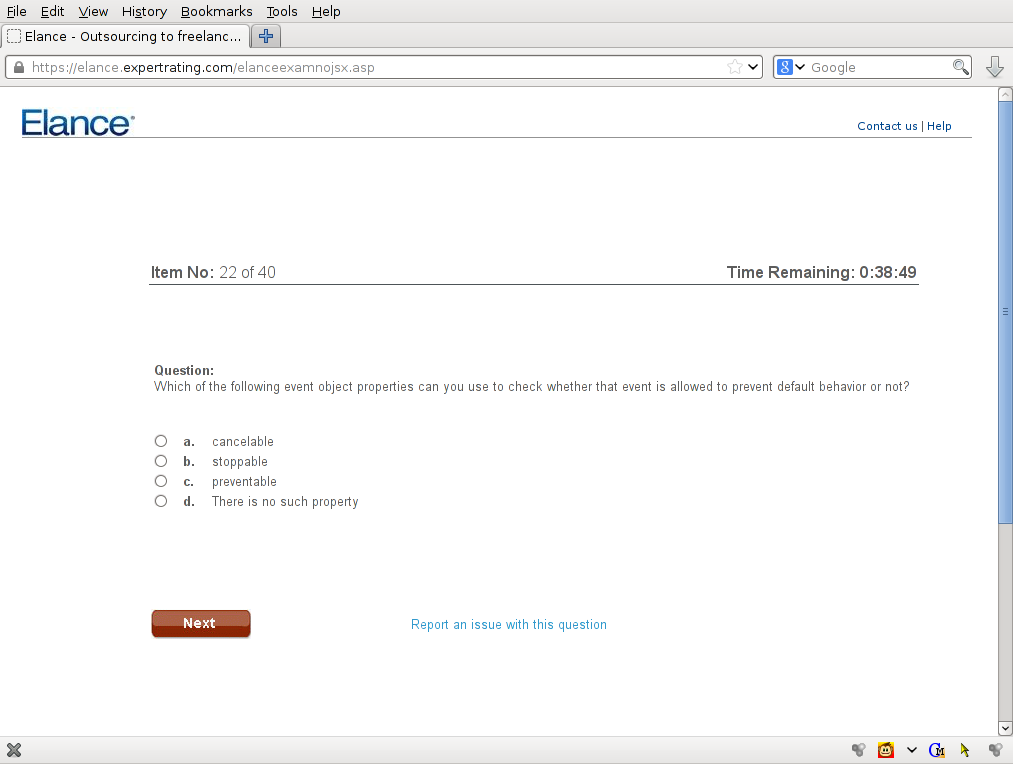 File Edit View History Bookmarks Tools Help
Elance - Outsourcing to freelanc...
https://elance.expertrating.com/elanceexamnojsx.asp
Google
Elance
Contact us | Help
Item No: 22 of 40
Time Remaining: 0:38:49
Question:
Which of the following event object properties can you use to check whether that event is allowed to prevent default behavior or not?
a. cancelable
b. stoppable
c. preventable
d. There is no such property
Next
Report an issue with this question